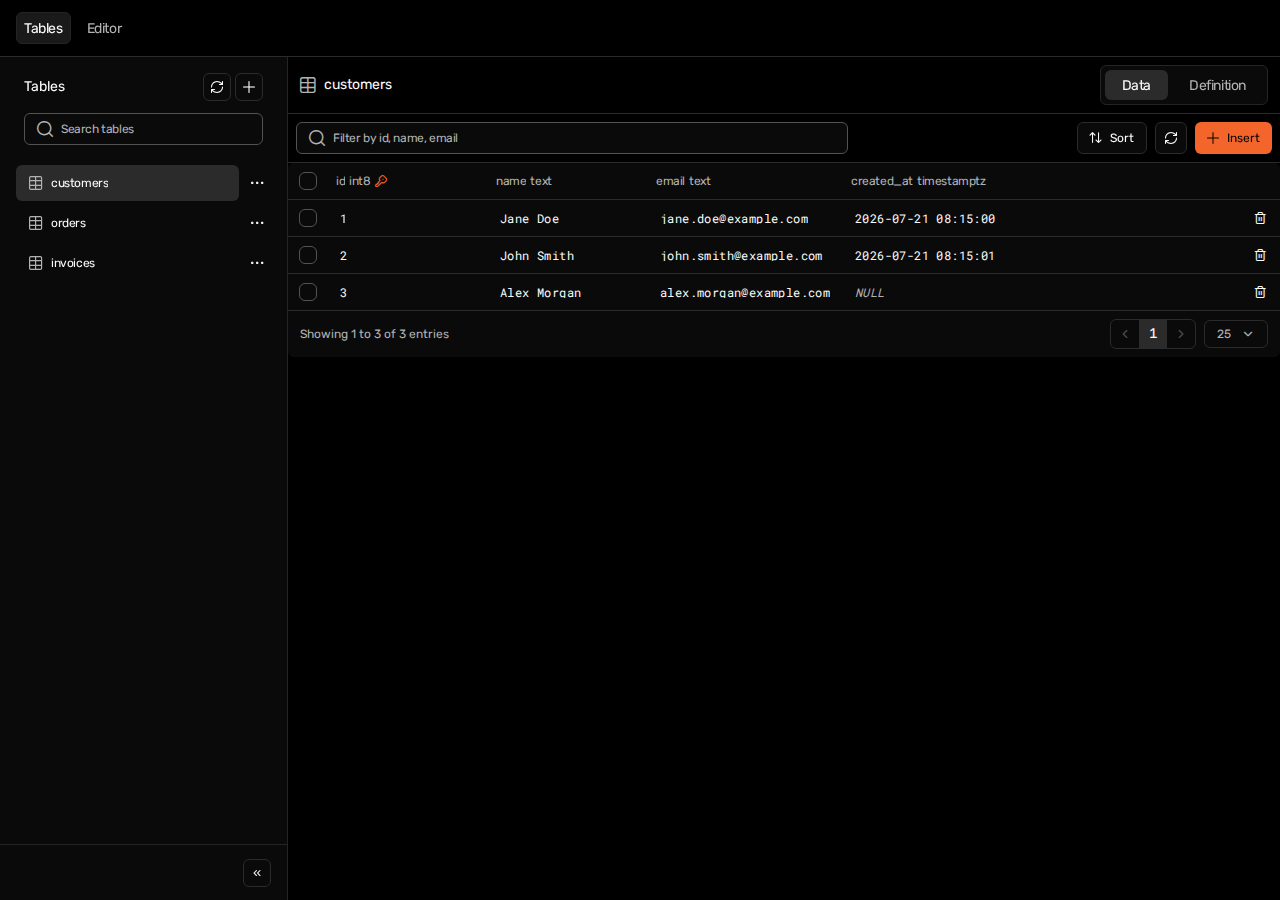 Tables
Editor
Tables
Search tables
customers
orders
invoices
customers
Data
Definition
Filter by id, name, email
Sort
Insert
id int8
name text
email text
created_at timestamptz
1
Jane Doe
jane.doe@example.com
2026-07-21 08:15:00
2
John Smith
john.smith@example.com
2026-07-21 08:15:01
3
Alex Morgan
alex.morgan@example.com
NULL
Showing 1 to 3 of 3 entries
1
25